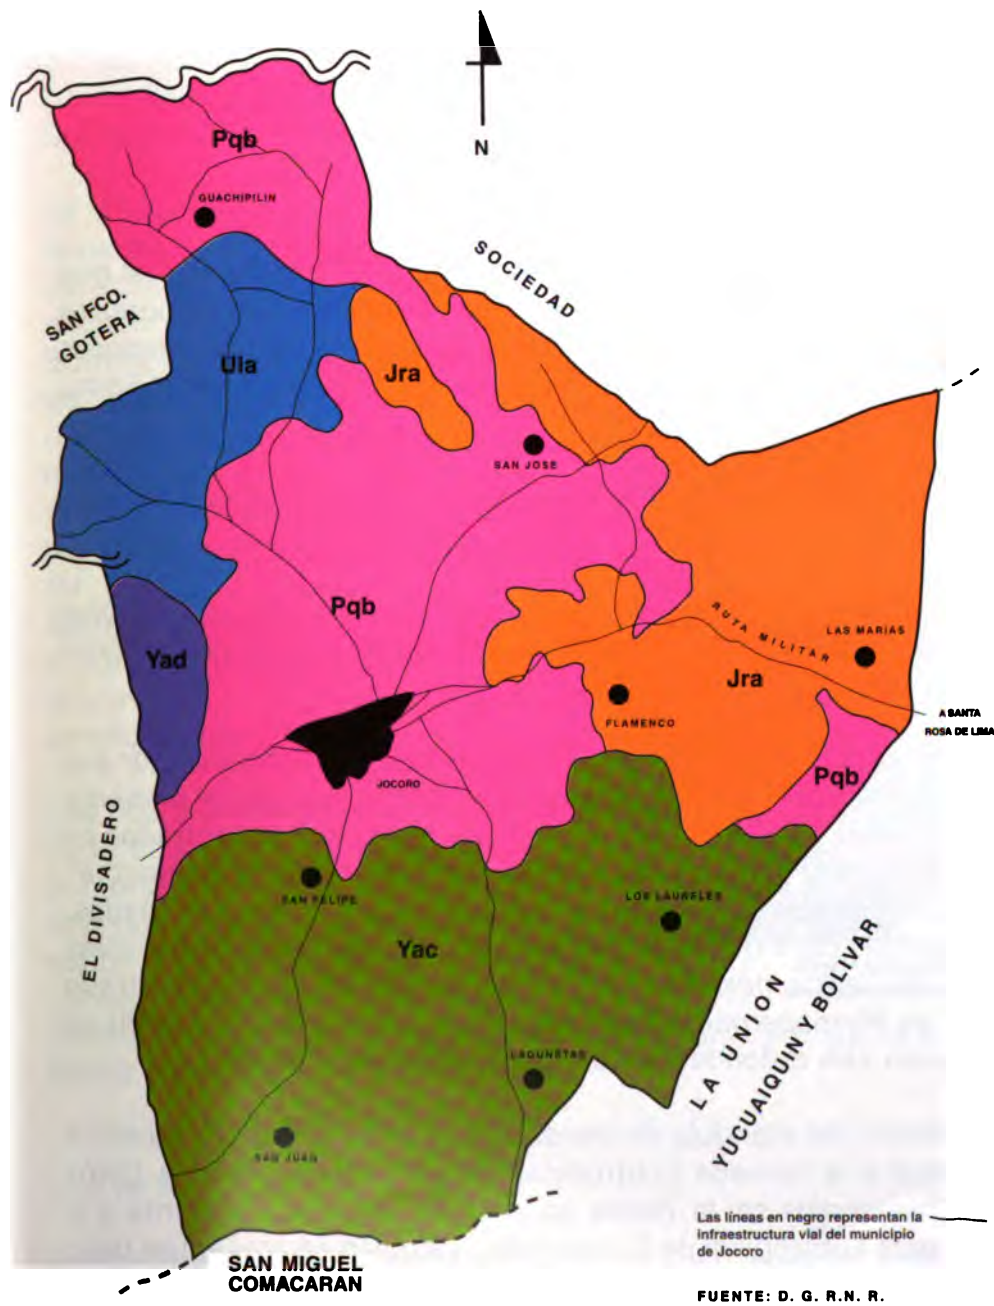 N
Pqb
GUACHIPILIN
SOCIEDAD
SAN FCO.
GOTERA
Ula
Jra
SAN JOSE
Pqb
RUTA MILITAR
LAS MARIAS
Yad
Jra
FLAMENCO
A SANTA
ROSA DE LIMA
Pqb
JOCORO
EL DIVISADERO
SAN FELIPE
LOS LAURELES
Yac
LA UNION
YUCUAIQUIN Y BOLIVAR
LAGUNETAS
SAN JUAN
Las líneas en negro representan la
infraestructura vial del municipio
de Jocoro
SAN MIGUEL
COMACARAN
FUENTE: D. G. R.N. R.